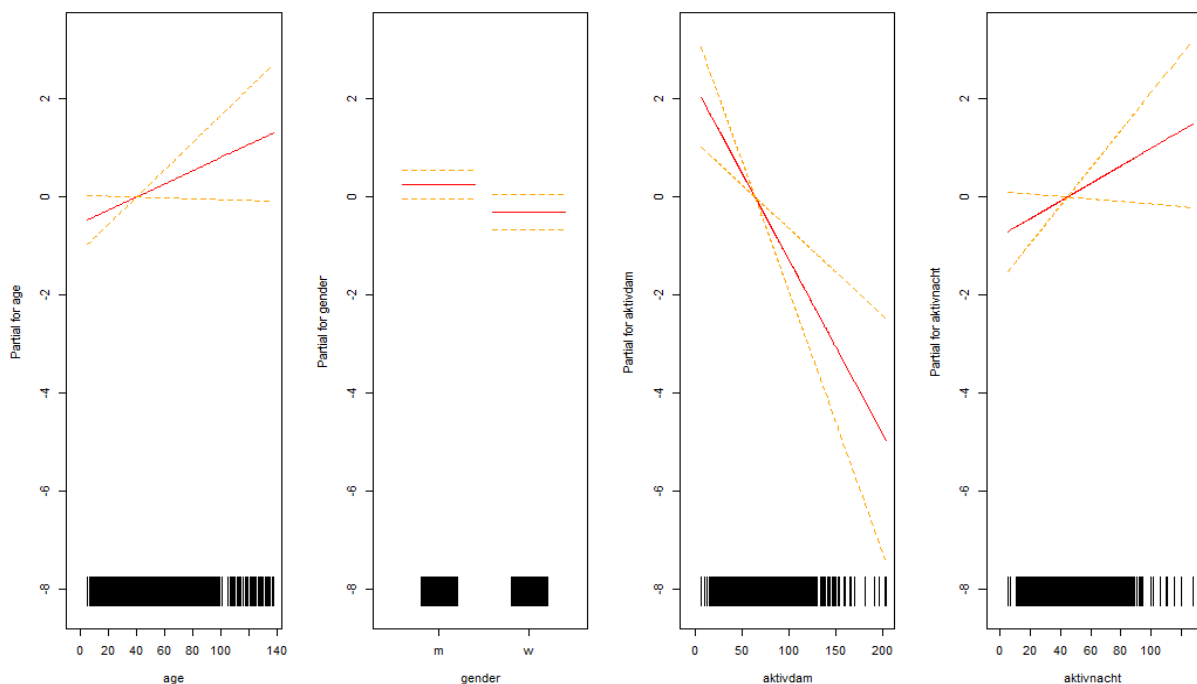 Partial for age
2
0
-2
-4
-6
-8
0 20 40 60 80 100 140
age
Partial for gender
2
0
-2
-4
-6
-8
m w
gender
Partial for aktivdam
2
0
-2
-4
-6
-8
0 50 100 150 200
aktivdam
Partial for aktivnacht
2
0
-2
-4
-6
-8
0 20 40 60 80 100
aktivnacht